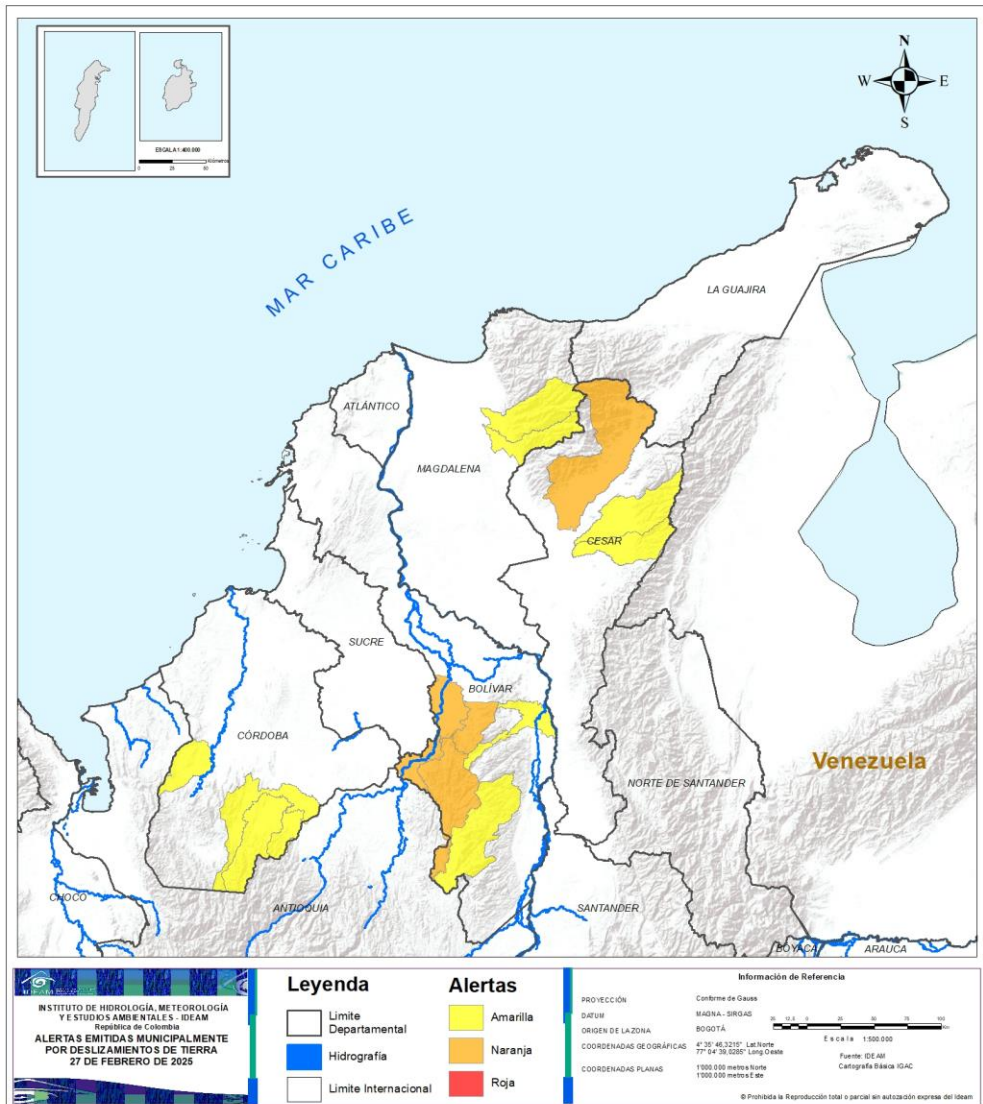 N
W E
S
ESCALA 1:400.000
MAR CARIBE
LA GUAJIRA
ATLÁNTICO
MAGDALENA
CESAR
SUCRE
BOLÍVAR
CÓRDOBA
NORTE DE SANTANDER
Venezuela
CHOCO
ANTIOQUIA
SANTANDER
BOYACÁ
ARAUCA
IDEAM
INSTITUTO DE HIDROLOGÍA, METEOROLOGÍA
Y ESTUDIOS AMBIENTALES - IDEAM
República de Colombia
ALERTAS EMITIDAS MUNICIPALMENTE
POR DESLIZAMIENTOS DE TIERRA
27 DE FEBRERO DE 2025
Leyenda
Limite
Departamental
Hidrografía
Limite Internacional
Alertas
Amarilla
Naranja
Roja
Información de Referencia
PROYECCIÓN Conforme de Gauss
DATUM MAGNA - SIRGAS
ORIGEN DE LA ZONA BOGOTÁ
COORDENADAS GEOGRÁFICAS 4° 35' 46,3215" Lat.Norte
77° 04' 39,0285" Long.Oeste
COORDENADAS PLANAS 1'000.000 metros Norte
1'000.000 metros Este
Escala 1:500.000
Fuente: IDEAM
Cartografía Básica IGAC
© Prohibida la Reproducción total o parcial sin autozación expresa del Ideam